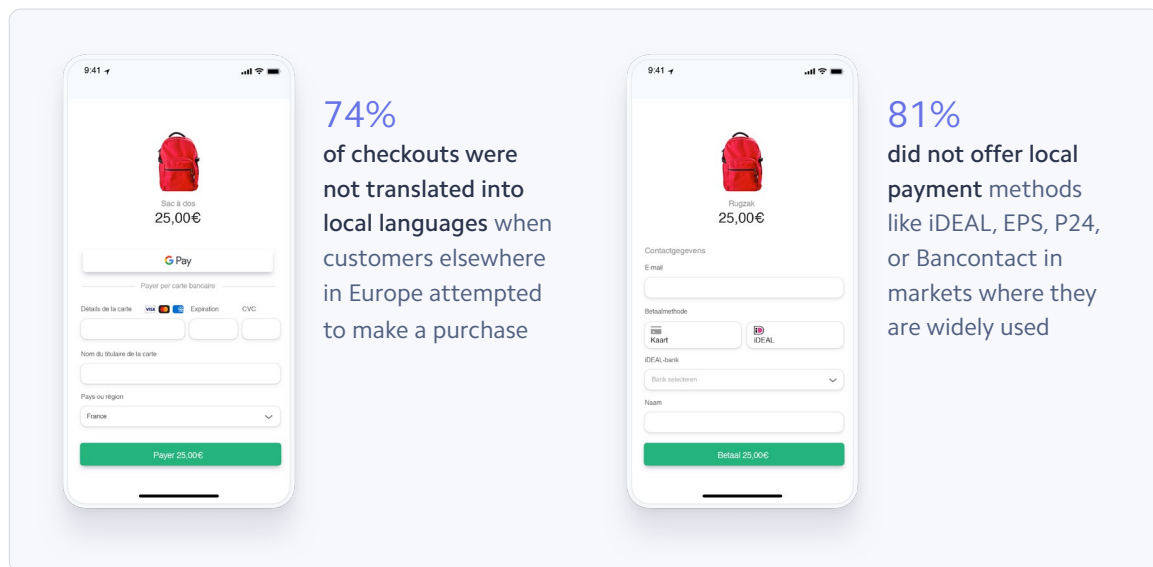 9:41
Sac à dos
25,00€
G Pay
Payer par carte bancaire
Détails de la carte VISA Expiration CVC
Nom du titulaire de la carte
Pays ou région
France
Payer 25,00€
74%
of checkouts were
not translated into
local languages when
customers elsewhere
in Europe attempted
to make a purchase
9:41
Rugzak
25,00€
Contactgegevens
E-mail
Betaalmethode
Kaart iDEAL
iDEAL-bank
Bank selecteren
Naam
Betaal 25,00€
81%
did not offer local
payment methods
like iDEAL, EPS, P24,
or Bancontact in
markets where they
are widely used